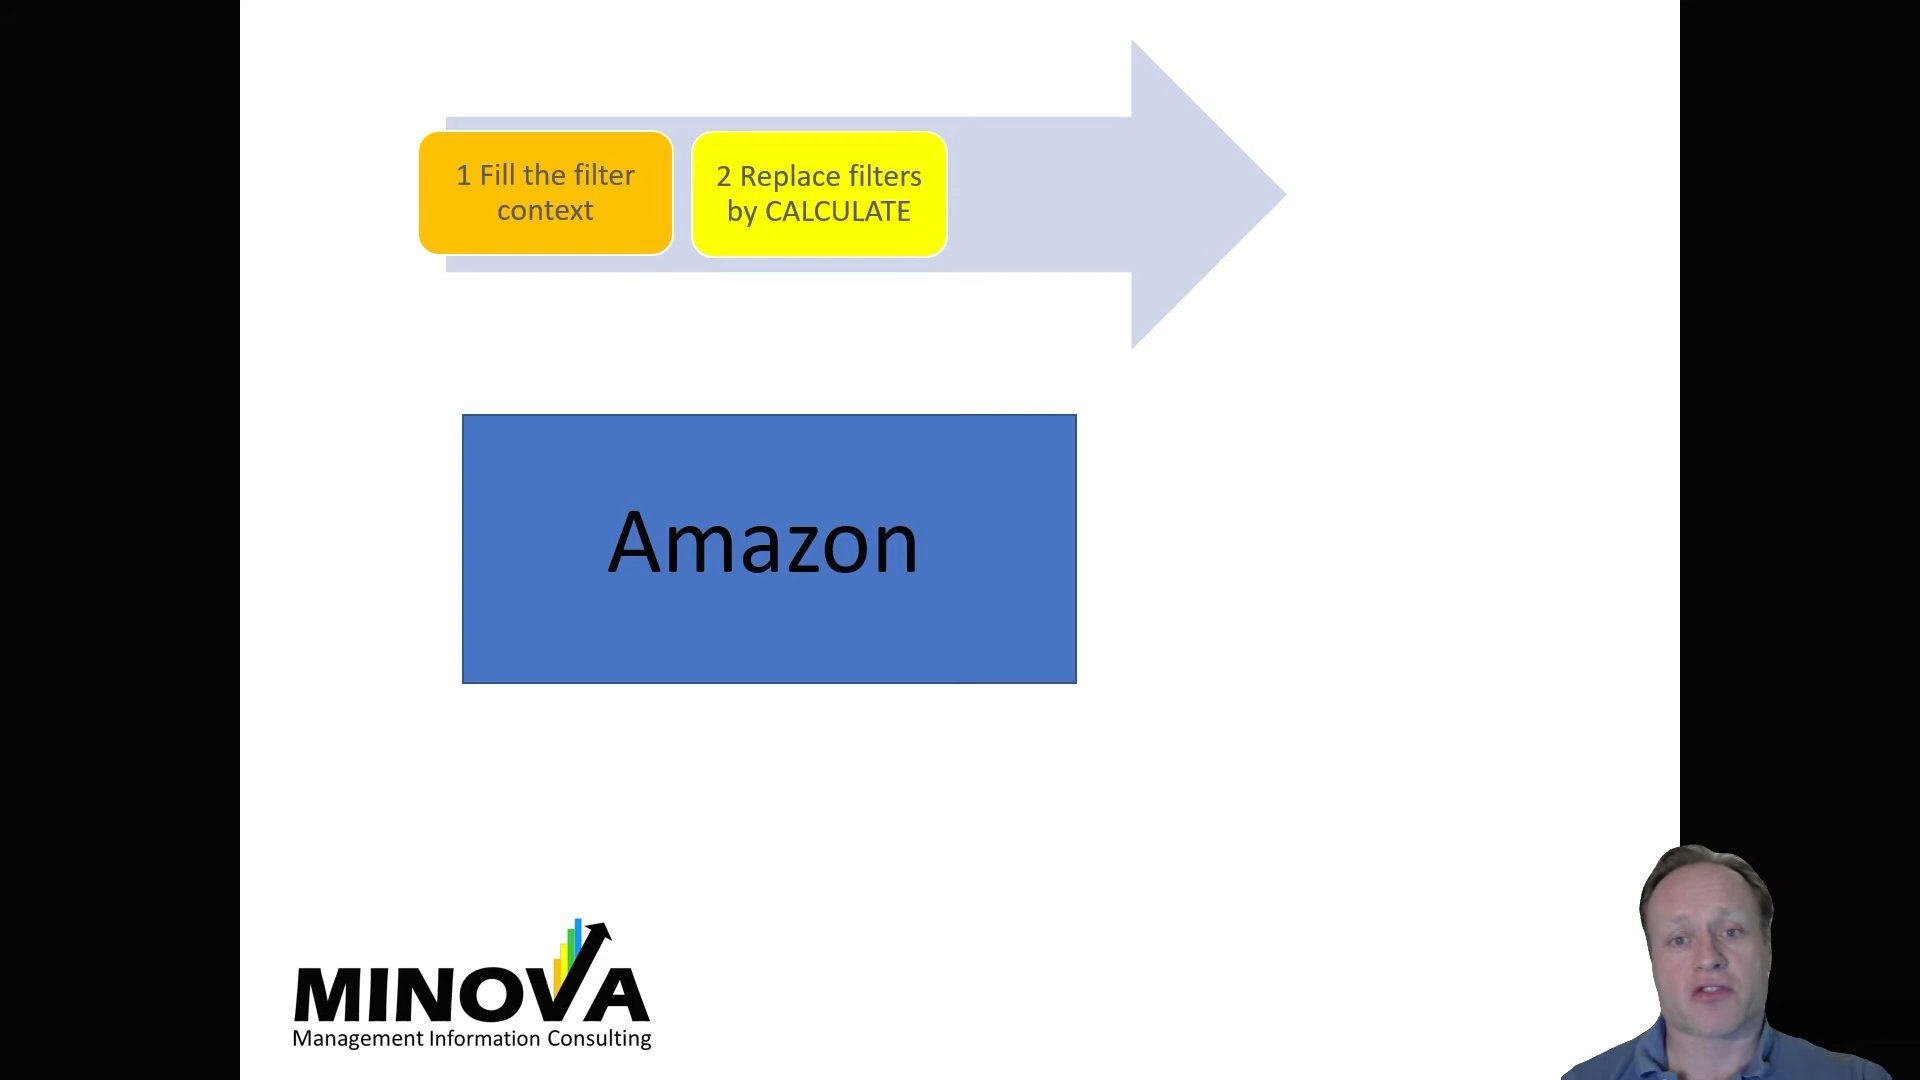 1 Fill the filter
context
2 Replace filters
by CALCULATE
Amazon
MINOVA
Management Information Consulting